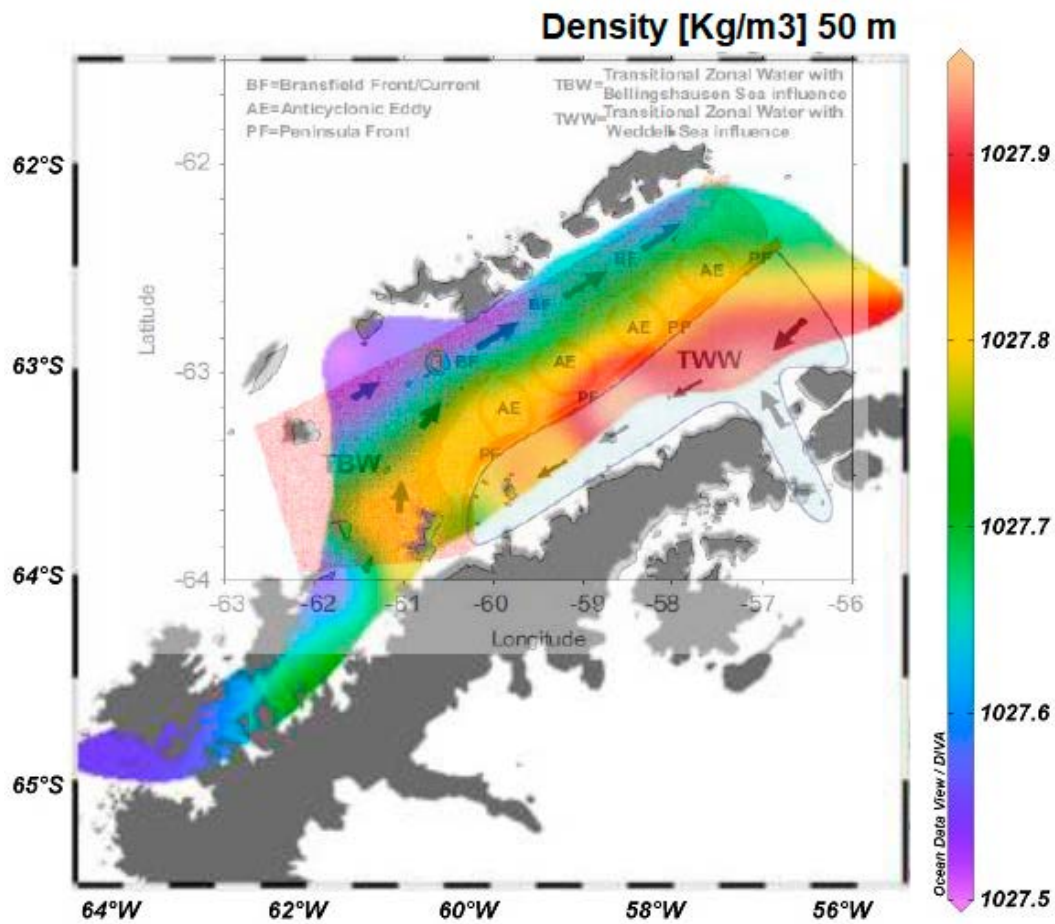 Density [Kg/m3] 50 m
BF=Bransfield Front/Current
AE=Anticyclonic Eddy
PF=Peninsula Front
TBW=Transitional Zonal Water with
Bellingshausen Sea influence
TWW=Transitional Zonal Water with
Weddell Sea influence
62°S
63°S
64°S
65°S
64°W
62°W
60°W
58°W
56°W
Latitude
-62
-63
-64
-63
-62
-61
-60
-59
-58
-57
-56
Longitude
BF
BF
BF
AE
AE
AE
AE
PF
PF
PF
PF
TBW
TWW
1027.9
1027.8
1027.7
1027.6
1027.5
Ocean Data View / DIVA